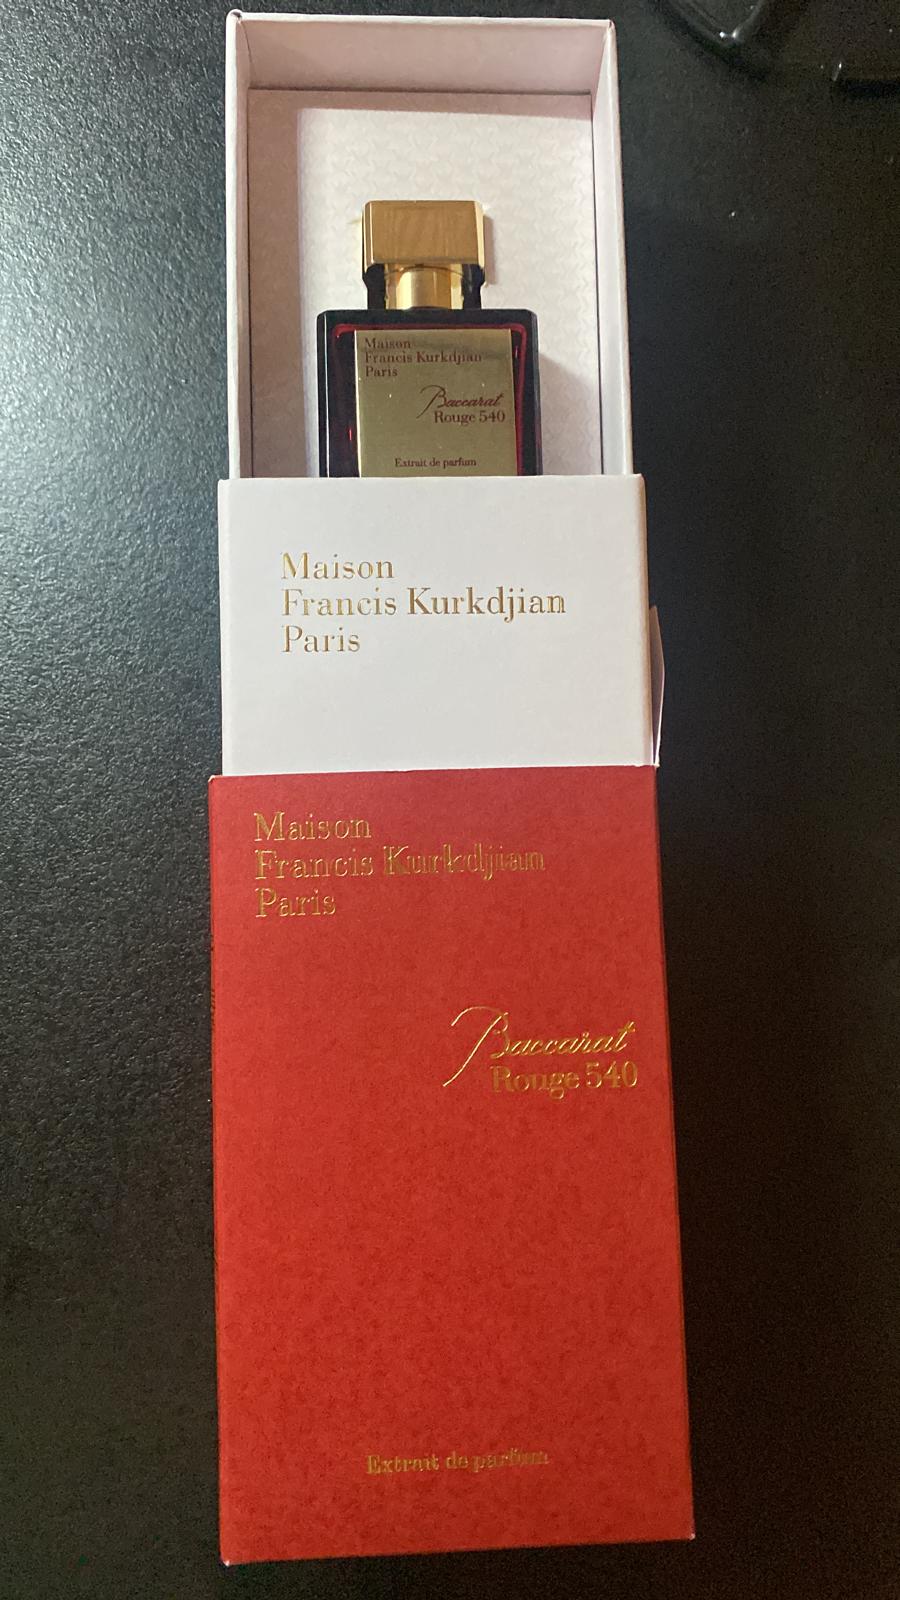 Maison
Francis Kurkdjian
Paris
Baccarat
Rouge 540
Extrait de parfum
Maison
Francis Kurkdjian
Paris
Maison
Francis Kurkdjian
Paris
Baccarat
Rouge 540
Extrait de parfum